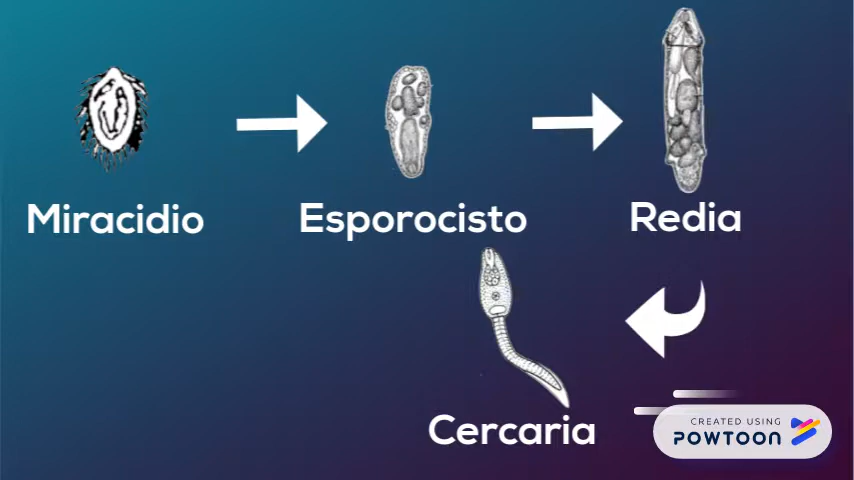 Miracidio
Esporocisto
Redia
Cercaria
CREATED USING
POWTOON